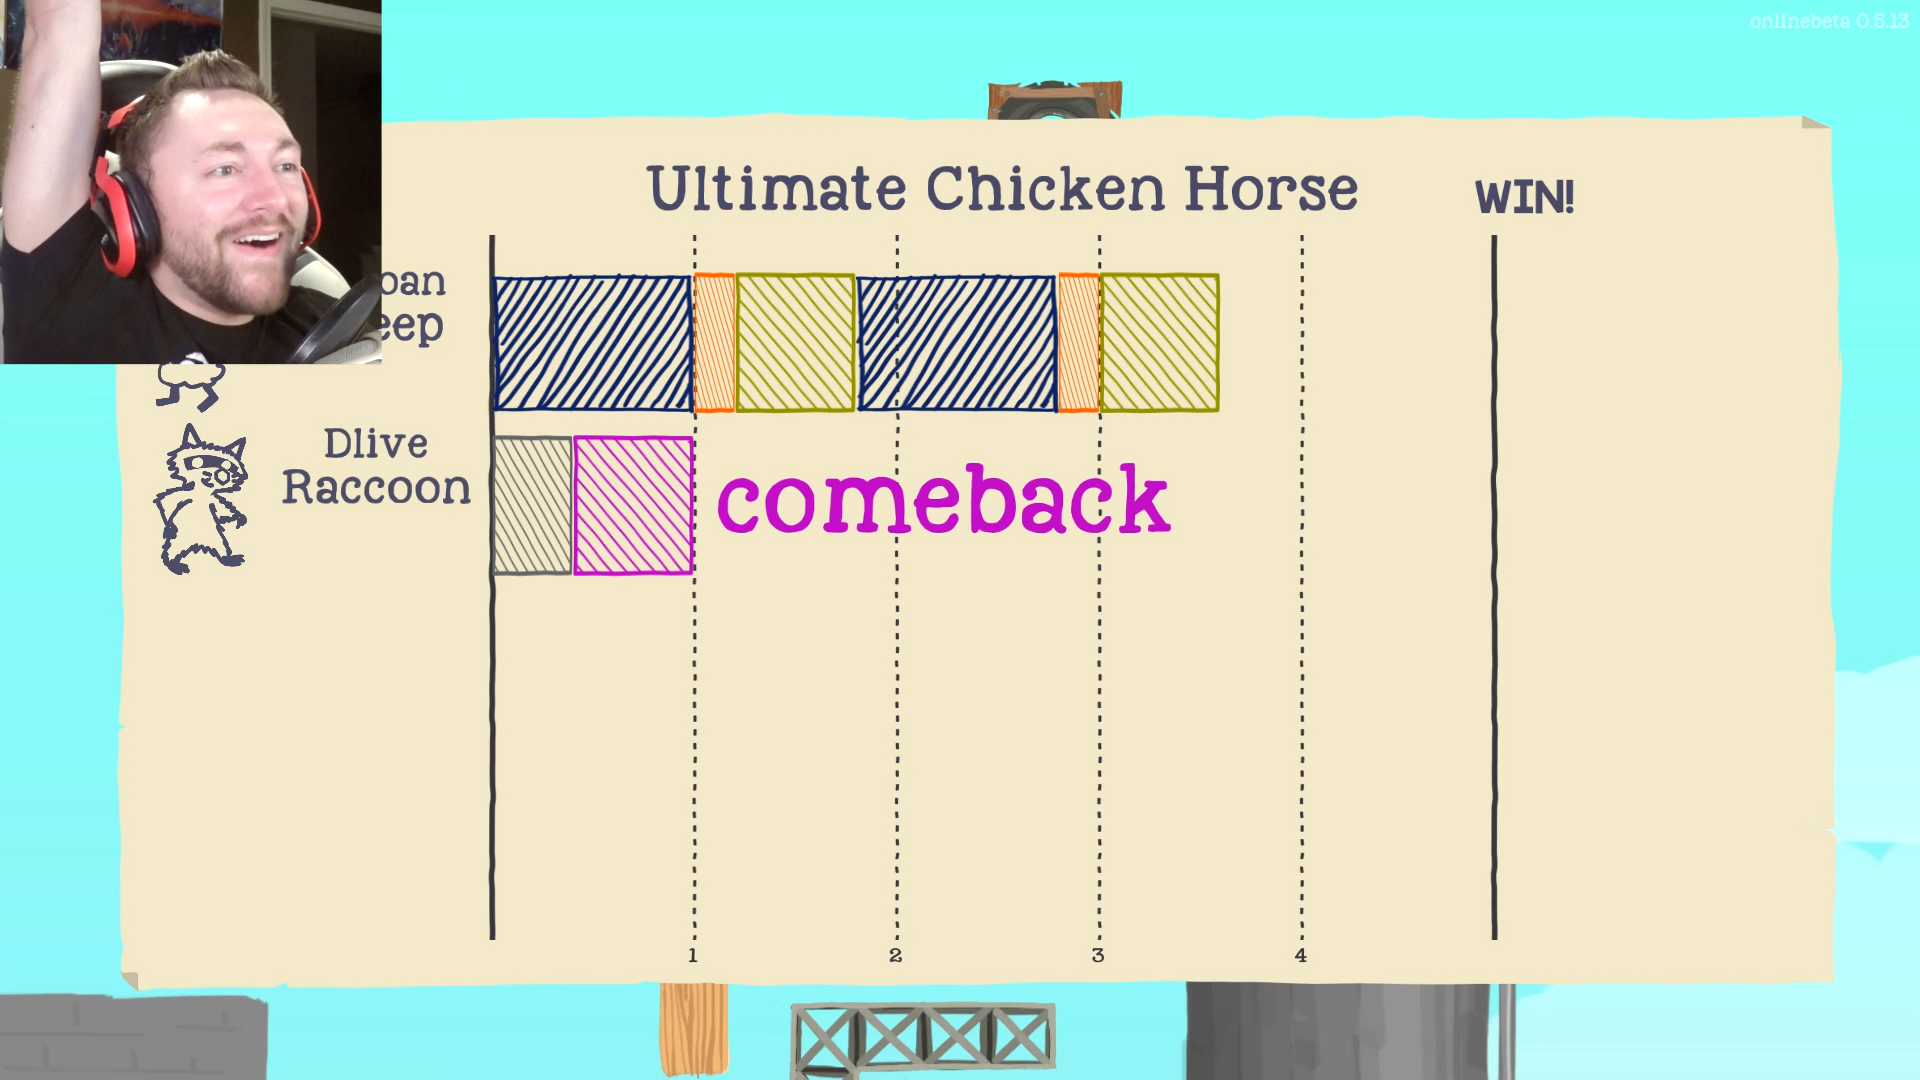 onlinebeta 0.5.13
Ultimate Chicken Horse
WIN!
Dlive
Raccoon
comeback
1 2 3 4